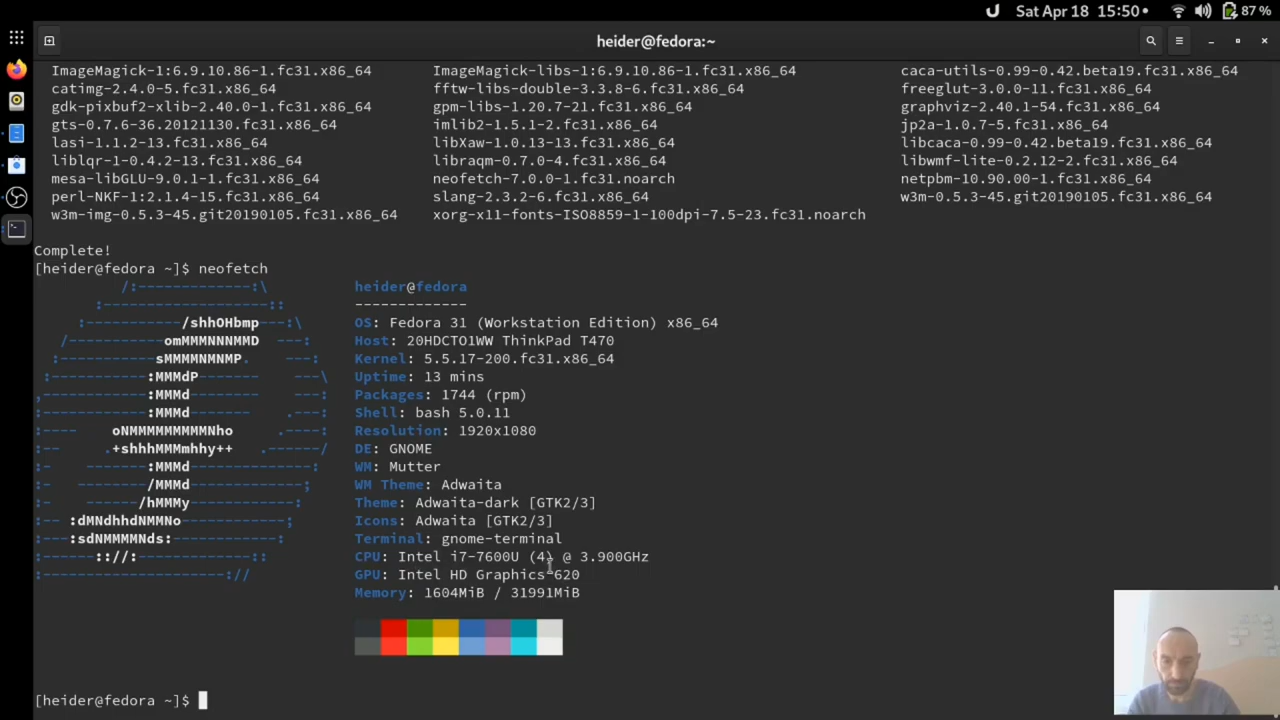 Sat Apr 18 15:50 87 %
heider@fedora:~
ImageMagick-1:6.9.10.86-1.fc31.x86_64 ImageMagick-libs-1:6.9.10.86-1.fc31.x86_64 caca-utils-0.99-0.42.beta19.fc31.x86_64
catimg-2.4.0-5.fc31.x86_64 fftw-libs-double-3.3.8-6.fc31.x86_64 freeglut-3.0.0-11.fc31.x86_64
gdk-pixbuf2-xlib-2.40.0-1.fc31.x86_64 gpm-libs-1.20.7-21.fc31.x86_64 graphviz-2.40.1-54.fc31.x86_64
gts-0.7.6-36.20121130.fc31.x86_64 imlib2-1.5.1-2.fc31.x86_64 jp2a-1.0.7-5.fc31.x86_64
lasi-1.1.2-13.fc31.x86_64 libXaw-1.0.13-13.fc31.x86_64 libcaca-0.99-0.42.beta19.fc31.x86_64
liblqr-1-0.4.2-13.fc31.x86_64 libraqm-0.7.0-4.fc31.x86_64 libwmf-lite-0.2.12-2.fc31.x86_64
mesa-libGLU-9.0.1-1.fc31.x86_64 neofetch-7.0.0-1.fc31.noarch netpbm-10.90.00-1.fc31.x86_64
perl-NKF-1:2.1.4-15.fc31.x86_64 slang-2.3.2-6.fc31.x86_64 w3m-0.5.3-45.git20190105.fc31.x86_64
w3m-img-0.5.3-45.git20190105.fc31.x86_64 xorg-x11-fonts-ISO8859-1-100dpi-7.5-23.fc31.noarch
Complete!
[heider@fedora ~]$ neofetch
/:-------------:\ heider@fedora
:-------------------:: -------------
:-----------/shhOHbmp---:\ OS: Fedora 31 (Workstation Edition) x86_64
/-----------omMMMNNNMMD  ---: Host: 20HDCTO1WW ThinkPad T470
:-----------sMMMMNMNMP.    ---: Kernel: 5.5.17-200.fc31.x86_64
:-----------:MMMdP-------    ---\ Uptime: 13 mins
,------------:MMMd--------    ---: Packages: 1744 (rpm)
:------------:MMMd-------    .---: Shell: bash 5.0.11
:----    oNMMMMMMMMMNho     .----: Resolution: 1920x1080
:--     .+shhhMMMmhhy++   .------/ DE: GNOME
:-    -------:MMMd--------------: WM: Mutter
:-   --------/MMMd-------------; WM Theme: Adwaita
:-    ------/hMMMy------------: Theme: Adwaita-dark [GTK2/3]
:-- :dMNdhhdNMMNo------------; Icons: Adwaita [GTK2/3]
:---:sdNMMMMNds:------------: Terminal: gnome-terminal
:------:://:-------------:: CPU: Intel i7-7600U (4) @ 3.900GHz
:---------------------:// GPU: Intel HD Graphics 620
Memory: 1604MiB / 31991MiB
[heider@fedora ~]$